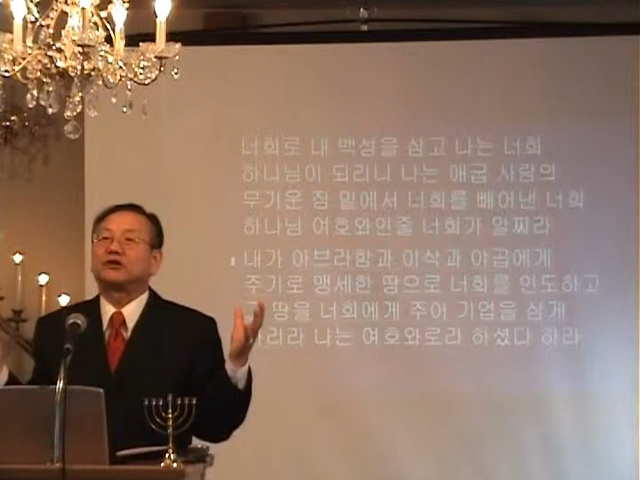 너희로 내 백성을 삼고 나는 너희
하나님이 되리니 나는 애굽 사람의
무거운 짐 밑에서 너희를 빼어낸 너희
하나님 여호와인줄 너희가 알찌라
내가 아브라함과 이삭과 야곱에게
주기로 맹세한 땅으로 너희를 인도하고
그 땅을 너희에게 주어 기업을 삼게
하리라 나는 여호와로라 하셨다 하라